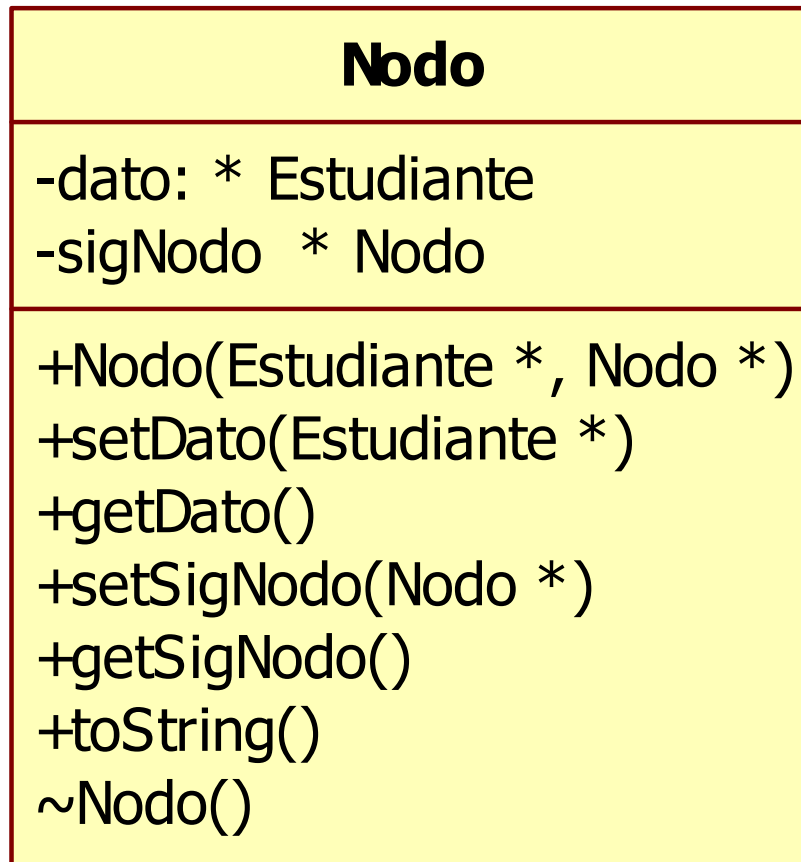 Nodo
-dato: * Estudiante
-sigNodo * Nodo
+Nodo(Estudiante *, Nodo *)
+setDato(Estudiante *)
+getDato()
+setSigNodo(Nodo *)
+getSigNodo()
+toString()
~Nodo()